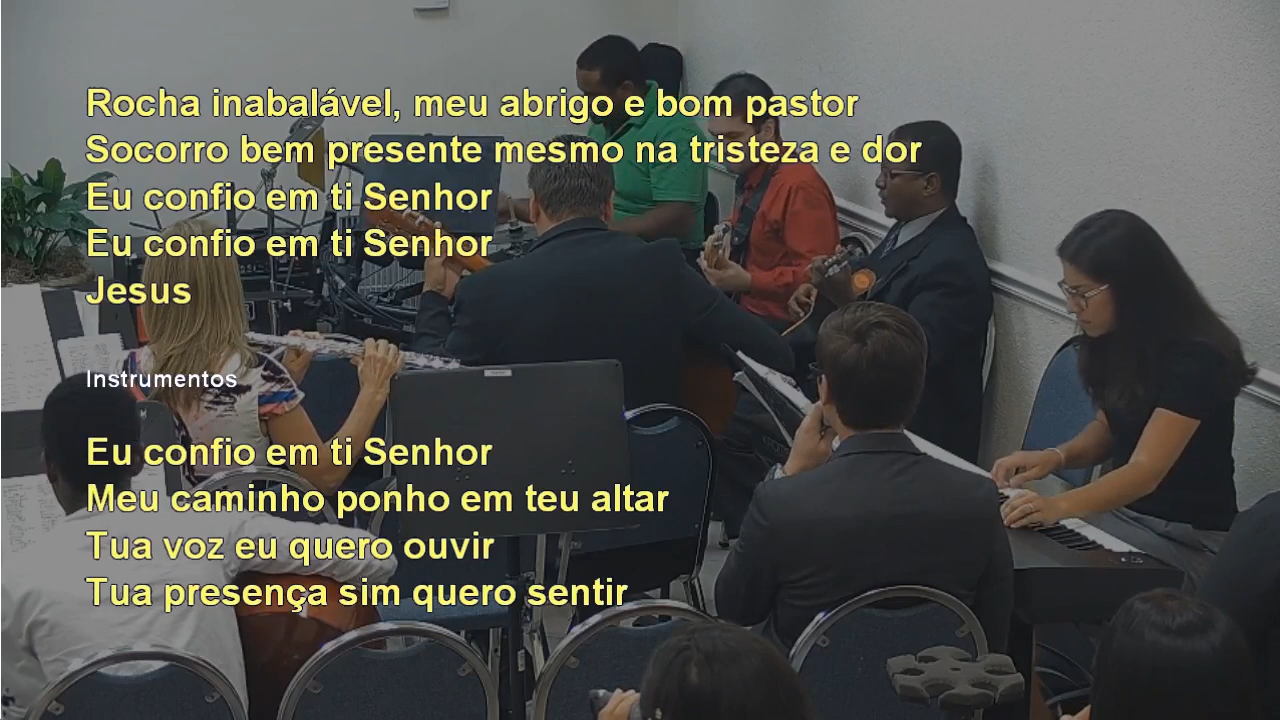 Rocha inabalável, meu abrigo e bom pastor
Socorro bem presente mesmo na tristeza e dor
Eu confio em ti Senhor
Eu confio em ti Senhor
Jesus
Instrumentos
Eu confio em ti Senhor
Meu caminho ponho em teu altar
Tua voz eu quero ouvir
Tua presença sim quero sentir